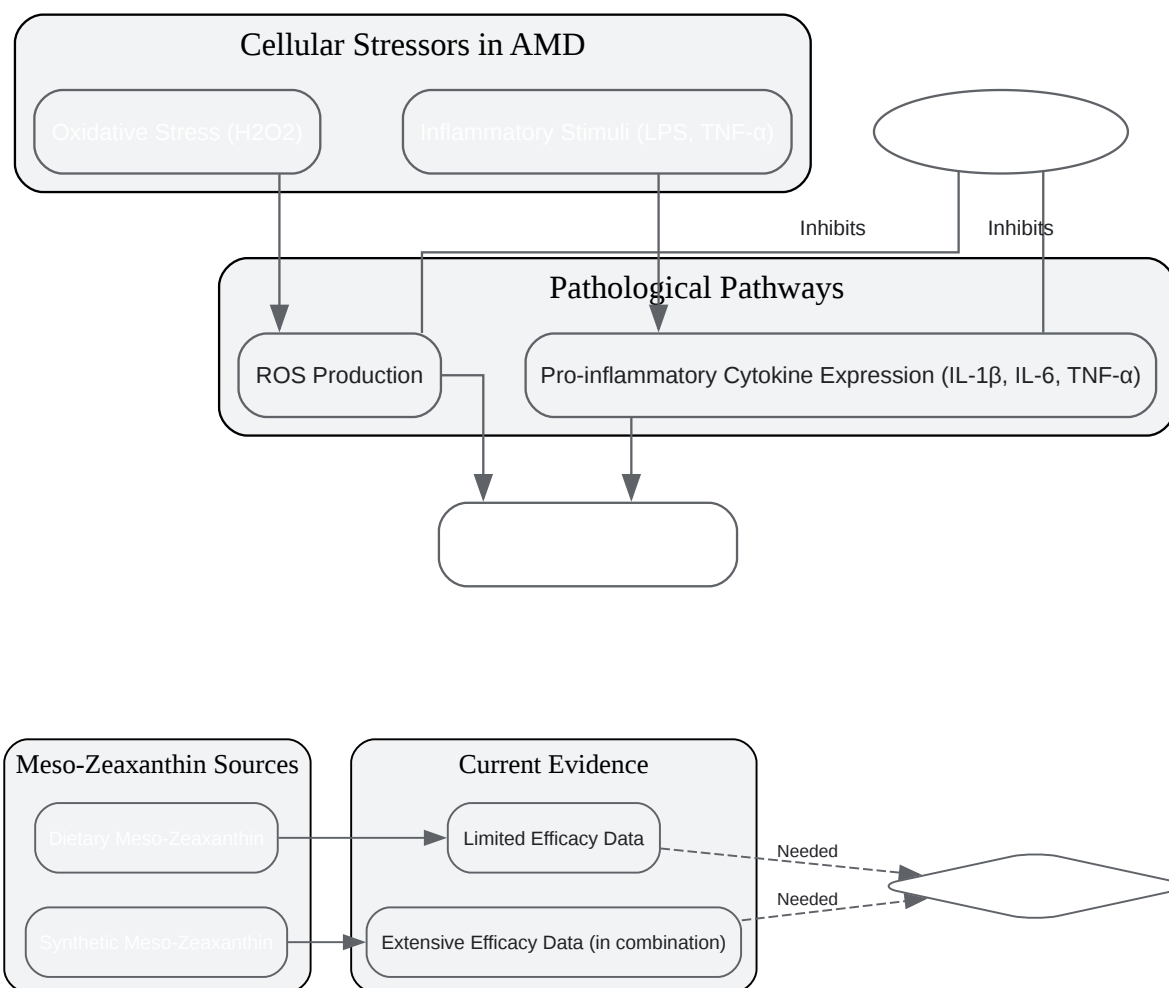 Cellular Stressors in AMD
Oxidative Stress (H2O2)
Inflammatory Stimuli (LPS, TNF-α)
Inhibits
Inhibits
Pathological Pathways
ROS Production
Pro-inflammatory Cytokine Expression (IL-1β, IL-6, TNF-α)
Meso-Zeaxanthin Sources
Current Evidence
Dietary Meso-Zeaxanthin
Limited Efficacy Data
Needed
Needed
Synthetic Meso-Zeaxanthin
Extensive Efficacy Data (in combination)